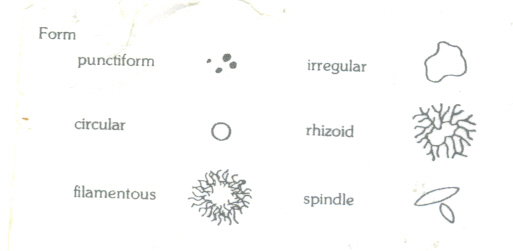 Form
punctiform
irregular
circular
rhizoid
filamentous
spindle